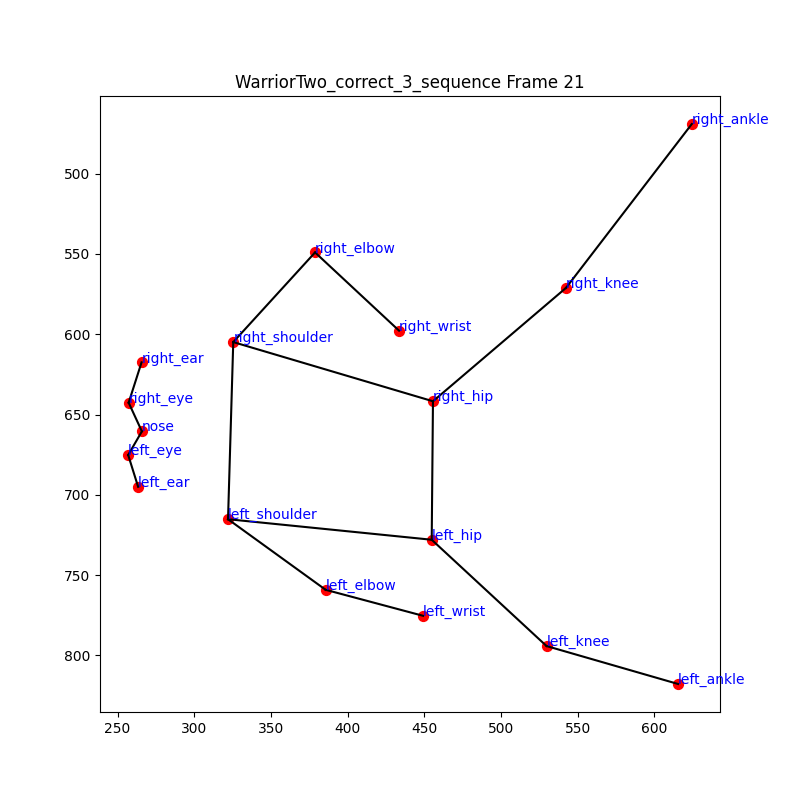 WarriorTwo_correct_3_sequence Frame 21
right_ankle
500
right_elbow
550
right_knee
right_wrist
600
right_shoulder
right_ear
right_hip
right_eye
650
nose
left_eye
left_ear
700
left_shoulder
left_hip
750
left_elbow
left_wrist
left_knee
800
left_ankle
250 300 350 400 450 500 550 600